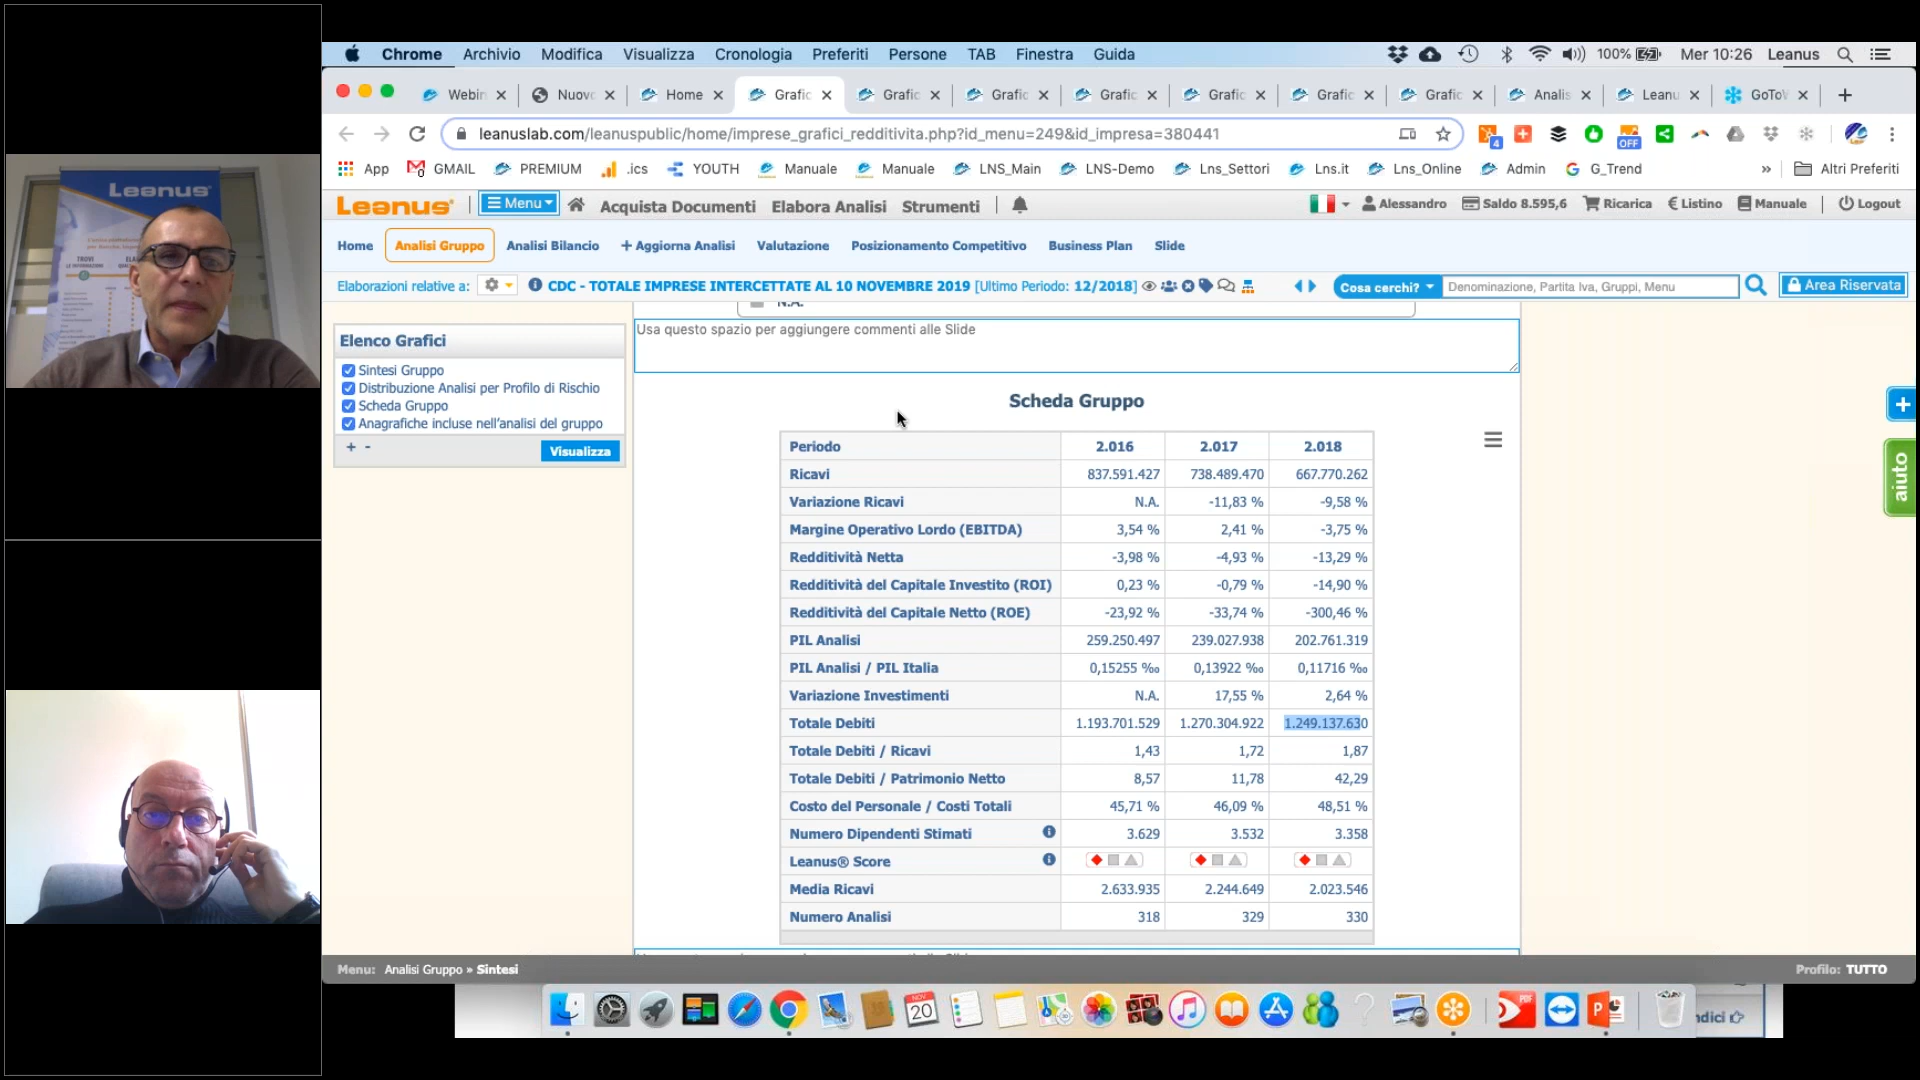 Chrome Archivio Modifica Visualizza Cronologia Preferiti Persone TAB Finestra Guida 100% Mer 10:26 Leanus
Webin Nuovo Home Grafic Grafic Grafic Grafic Grafic Grafic Grafic Analis Leanu GoToW
leanuslab.com/leanuspublic/home/imprese_grafici_redditivita.php?id_menu=249&id_impresa=380441 4 OFF
App GMAIL PREMIUM .ics YOUTH Manuale Manuale LNS_Main LNS-Demo Lns_Settori Lns.it Lns_Online Admin G_Trend » Altri Preferiti
Leanus® Menu Acquista Documenti Elabora Analisi Strumenti Alessandro Saldo 8.595,6 Ricarica € Listino Manuale Logout
Home Analisi Gruppo Analisi Bilancio + Aggiorna Analisi Valutazione Posizionamento Competitivo Business Plan Slide
Elaborazioni relative a: CDC - TOTALE IMPRESE INTERCETTATE AL 10 NOVEMBRE 2019 [Ultimo Periodo: 12/2018] Cosa cerchi? Denominazione, Partita Iva, Gruppi, Menu Area Riservata
N.A.
Usa questo spazio per aggiungere commenti alle Slide
Elenco Grafici
Sintesi Gruppo
Distribuzione Analisi per Profilo di Rischio
Scheda Gruppo
Anagrafiche incluse nell'analisi del gruppo
+ - Visualizza
Scheda Gruppo
Periodo 2.016 2.017 2.018
Ricavi 837.591.427 738.489.470 667.770.262
Variazione Ricavi N.A. -11,83 % -9,58 %
Margine Operativo Lordo (EBITDA) 3,54 % 2,41 % -3,75 %
Redditività Netta -3,98 % -4,93 % -13,29 %
Redditività del Capitale Investito (ROI) 0,23 % -0,79 % -14,90 %
Redditività del Capitale Netto (ROE) -23,92 % -33,74 % -300,46 %
PIL Analisi 259.250.497 239.027.938 202.761.319
PIL Analisi / PIL Italia 0,15255 ‰ 0,13922 ‰ 0,11716 ‰
Variazione Investimenti N.A. 17,55 % 2,64 %
Totale Debiti 1.193.701.529 1.270.304.922 1.249.137.630
Totale Debiti / Ricavi 1,43 1,72 1,87
Totale Debiti / Patrimonio Netto 8,57 11,78 42,29
Costo del Personale / Costi Totali 45,71 % 46,09 % 48,51 %
Numero Dipendenti Stimati 3.629 3.532 3.358
Leanus® Score
Media Ricavi 2.633.935 2.244.649 2.023.546
Numero Analisi 318 329 330
aiuto
Menu: Analisi Gruppo » Sintesi Profilo: TUTTO
NOV
20
PDF
ndici
Leanus
TROVI